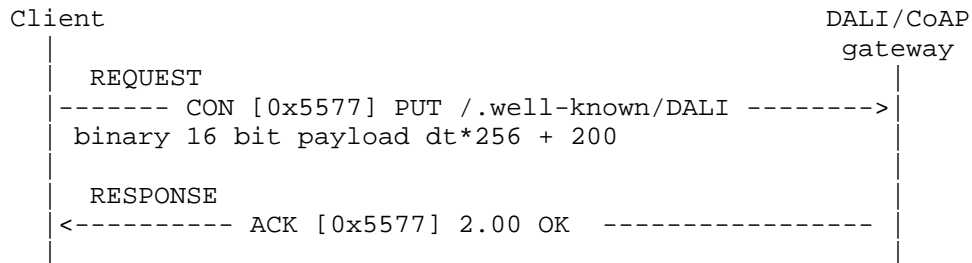 Client DALI/CoAP
gateway
REQUEST
------- CON [0x5577] PUT /.well-known/DALI -------->
binary 16 bit payload dt*256 + 200
RESPONSE
<---------- ACK [0x5577] 2.00 OK -----------------